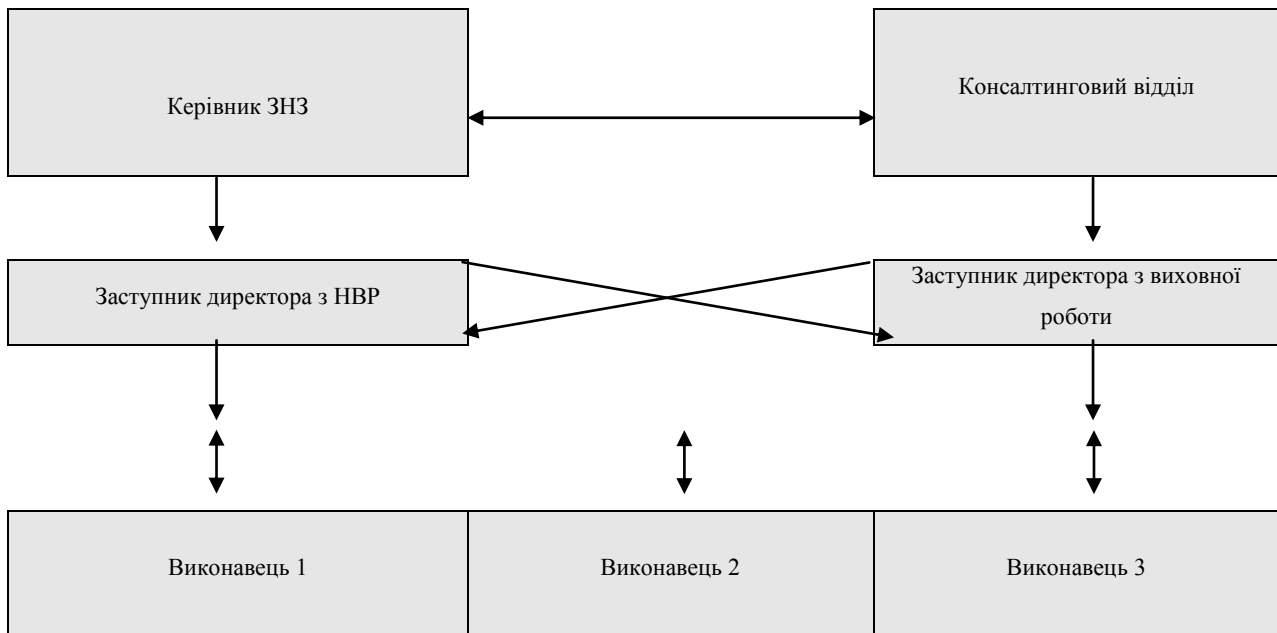 Керівник ЗНЗ
Консалтинговий відділ
Заступник директора з НВР
Заступник директора з виховної
роботи
Виконавець 1
Виконавець 2
Виконавець 3